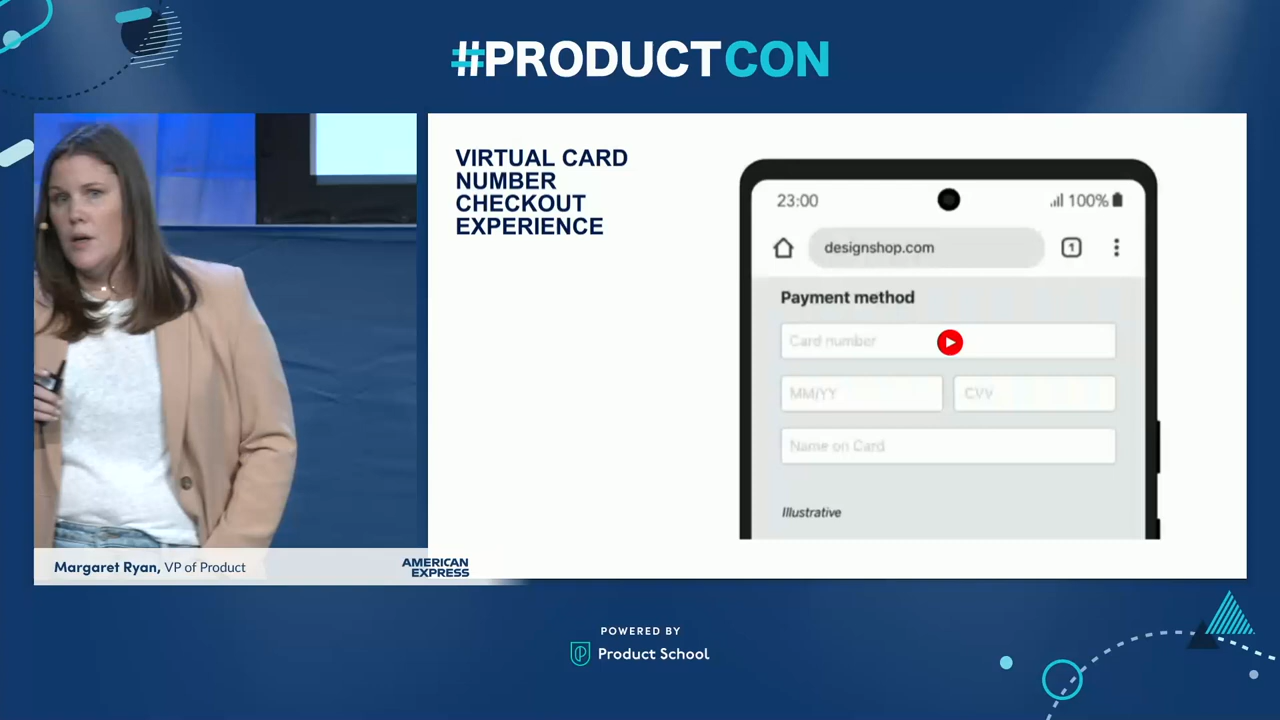 #PRODUCTCON
VIRTUAL CARD
NUMBER
CHECKOUT
EXPERIENCE
23:00
100%
designshop.com
1
Payment method
Card number
MM/YY
CVV
Name on Card
Illustrative
Margaret Ryan, VP of Product
AMERICAN
EXPRESS
POWERED BY
Product School